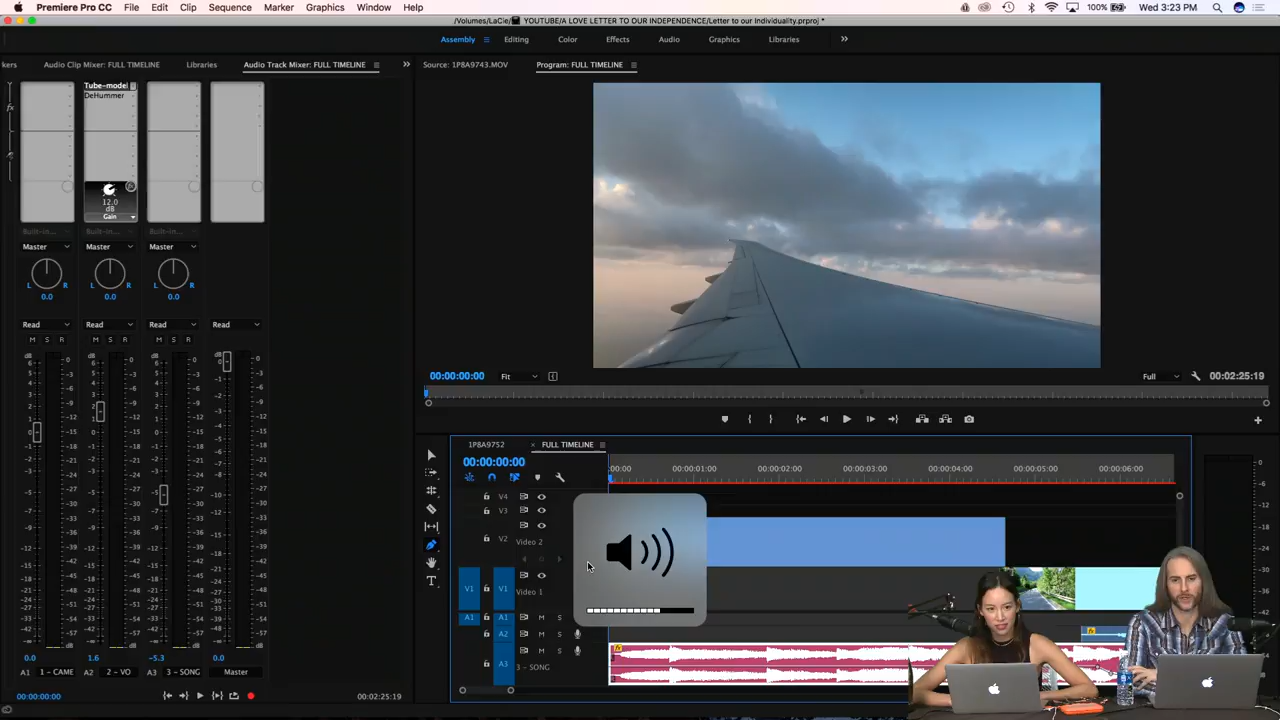 Premiere Pro CC File Edit Clip Sequence Marker Graphics Window Help 100% Wed 3:23 PM
/Volumes/LaCie/ YOUTUBE/A LOVE LETTER TO OUR INDEPENDENCE/Letter to our Individuality.prproj *
Assembly Editing Color Effects Audio Graphics Libraries
kers Audio Clip Mixer: FULL TIMELINE Libraries Audio Track Mixer: FULL TIMELINE Source: 1P8A9743.MOV Program: FULL TIMELINE
Tube-model
DeHummer
12.0
dB
Gain
Built-in... Built-in... Built-in...
Master Master Master
L R L R L R
0.0 0.0 0.0
Read Read Read Read
M S R M S R M S R
00:00:00:00 Fit Full 00:02:25:19
1P8A9752 FULL TIMELINE
00:00:00:00
:00:00 00:00:01:00 00:00:02:00 00:00:03:00 00:00:04:00 00:00:05:00 00:00:06:00
V4
V3
V2
Video 2
V1 V1
Video 1
A1 A1 M S
A2 M S
A3
3 - SONG
0.0 1.6 -5.3 0.0
A1 1 - CAME A2 2 - VO A3 3 - SONG Master
00:00:00:00 00:02:25:19